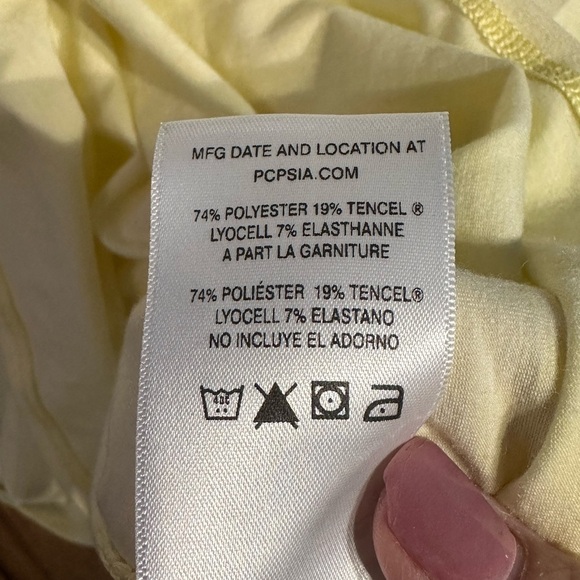 MFG DATE AND LOCATION AT
PCPSIA.COM
74% POLYESTER 19% TENCEL ®
LYOCELL 7% ELASTHANNE
A PART LA GARNITURE
74% POLIÉSTER 19% TENCEL®
LYOCELL 7% ELASTANO
NO INCLUYE EL ADORNO